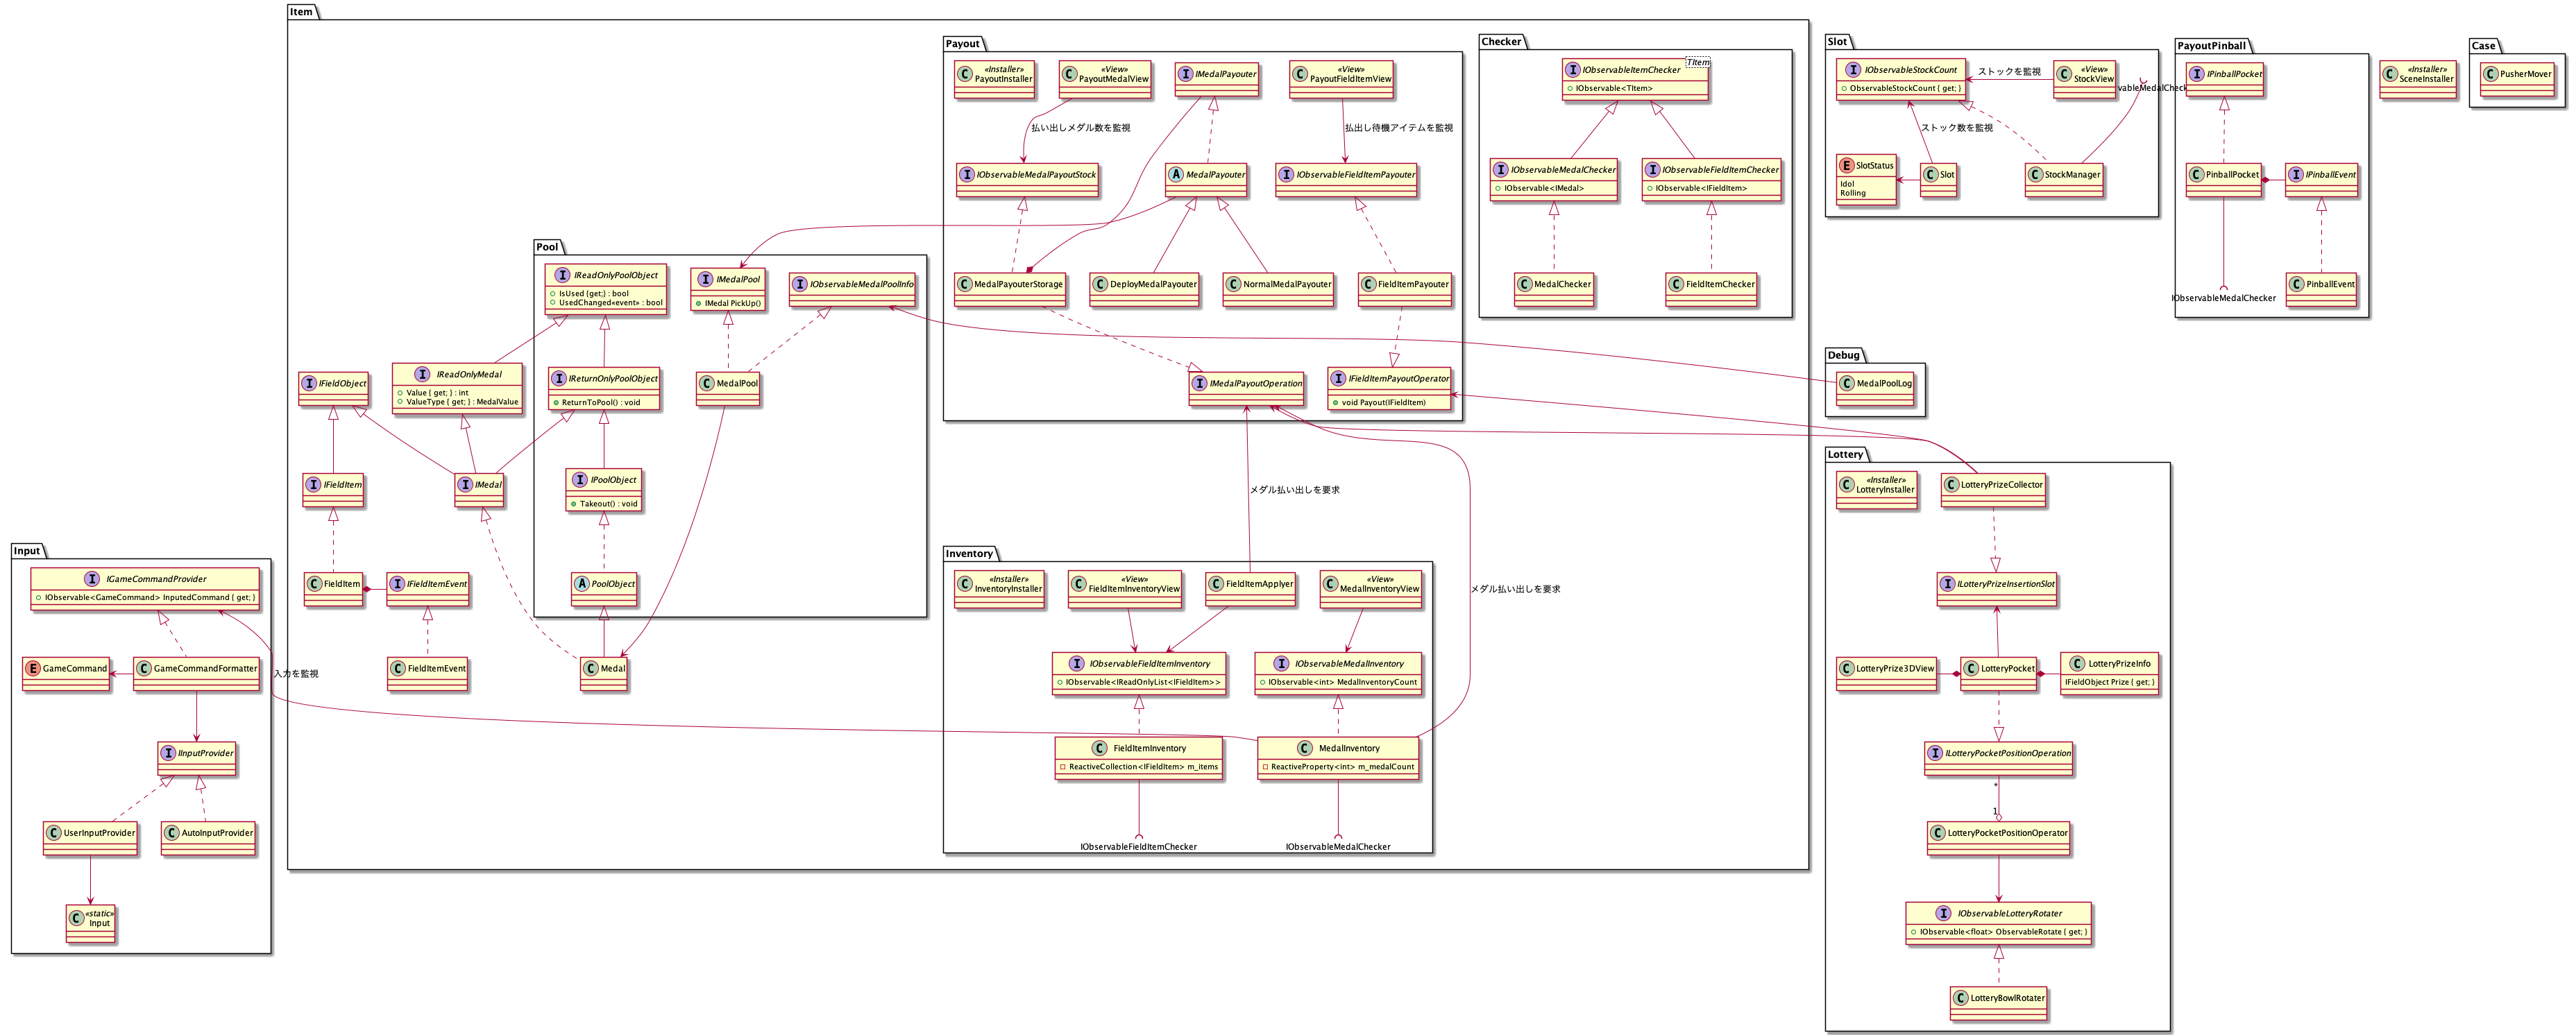 Item
Payout
«Installer»
PayoutInstaller
«View»
PayoutMedalView
IMedalPayouter
«View»
PayoutFieldItemView
払い出しメダル数を監視
払出し待機アイテムを監視
IObservableMedalPayoutStock
MedalPayouter
IObservableFieldItemPayouter
MedalPayouterStorage
DeployMedalPayouter
NormalMedalPayouter
FieldItemPayouter
IMedalPayoutOperation
IFieldItemPayoutOperator
void Payout(IFieldItem)
Checker
IObservableItemChecker
TItem
IObservable<TItem>
IObservableMedalChecker
IObservable<IMedal>
IObservableFieldItemChecker
IObservable<IFieldItem>
MedalChecker
FieldItemChecker
Pool
IReadOnlyPoolObject
IsUsed {get;} : bool
UsedChanged«event» : bool
IMedalPool
IMedal PickUp()
IObservableMedalPoolInfo
IReturnOnlyPoolObject
ReturnToPool() : void
MedalPool
IPoolObject
Takeout() : void
PoolObject
IFieldObject
IReadOnlyMedal
Value { get; } : int
ValueType { get; } : MedalValue
IFieldItem
IMedal
FieldItem
IFieldItemEvent
FieldItemEvent
Medal
メダル払い出しを要求
メダル払い出しを要求
Inventory
«Installer»
InventoryInstaller
«View»
FieldItemInventoryView
FieldItemApplyer
«View»
MedalInventoryView
IObservableFieldItemInventory
IObservable<IReadOnlyList<IFieldItem>>
IObservableMedalInventory
IObservable<int> MedalInventoryCount
FieldItemInventory
ReactiveCollection<IFieldItem> m_items
MedalInventory
ReactiveProperty<int> m_medalCount
IObservableFieldItemChecker
IObservableMedalChecker
Input
IGameCommandProvider
IObservable<GameCommand> InputedCommand { get; }
GameCommand
GameCommandFormatter
入力を監視
IInputProvider
UserInputProvider
AutoInputProvider
«static»
Input
Slot
IObservableStockCount
ObservableStockCount { get; }
ストックを監視
«View»
StockView
vableMedalCheck
ストック数を監視
SlotStatus
Idol
Rolling
Slot
StockManager
PayoutPinball
IPinballPocket
PinballPocket
IPinballEvent
PinballEvent
IObservableMedalChecker
«Installer»
SceneInstaller
Case
PusherMover
Debug
MedalPoolLog
Lottery
«Installer»
LotteryInstaller
LotteryPrizeCollector
ILotteryPrizeInsertionSlot
LotteryPrize3DView
LotteryPocket
LotteryPrizeInfo
IFieldObject Prize { get; }
ILotteryPocketPositionOperation
*
1
LotteryPocketPositionOperator
IObservableLotteryRotater
IObservable<float> ObservableRotate { get; }
LotteryBowlRotater